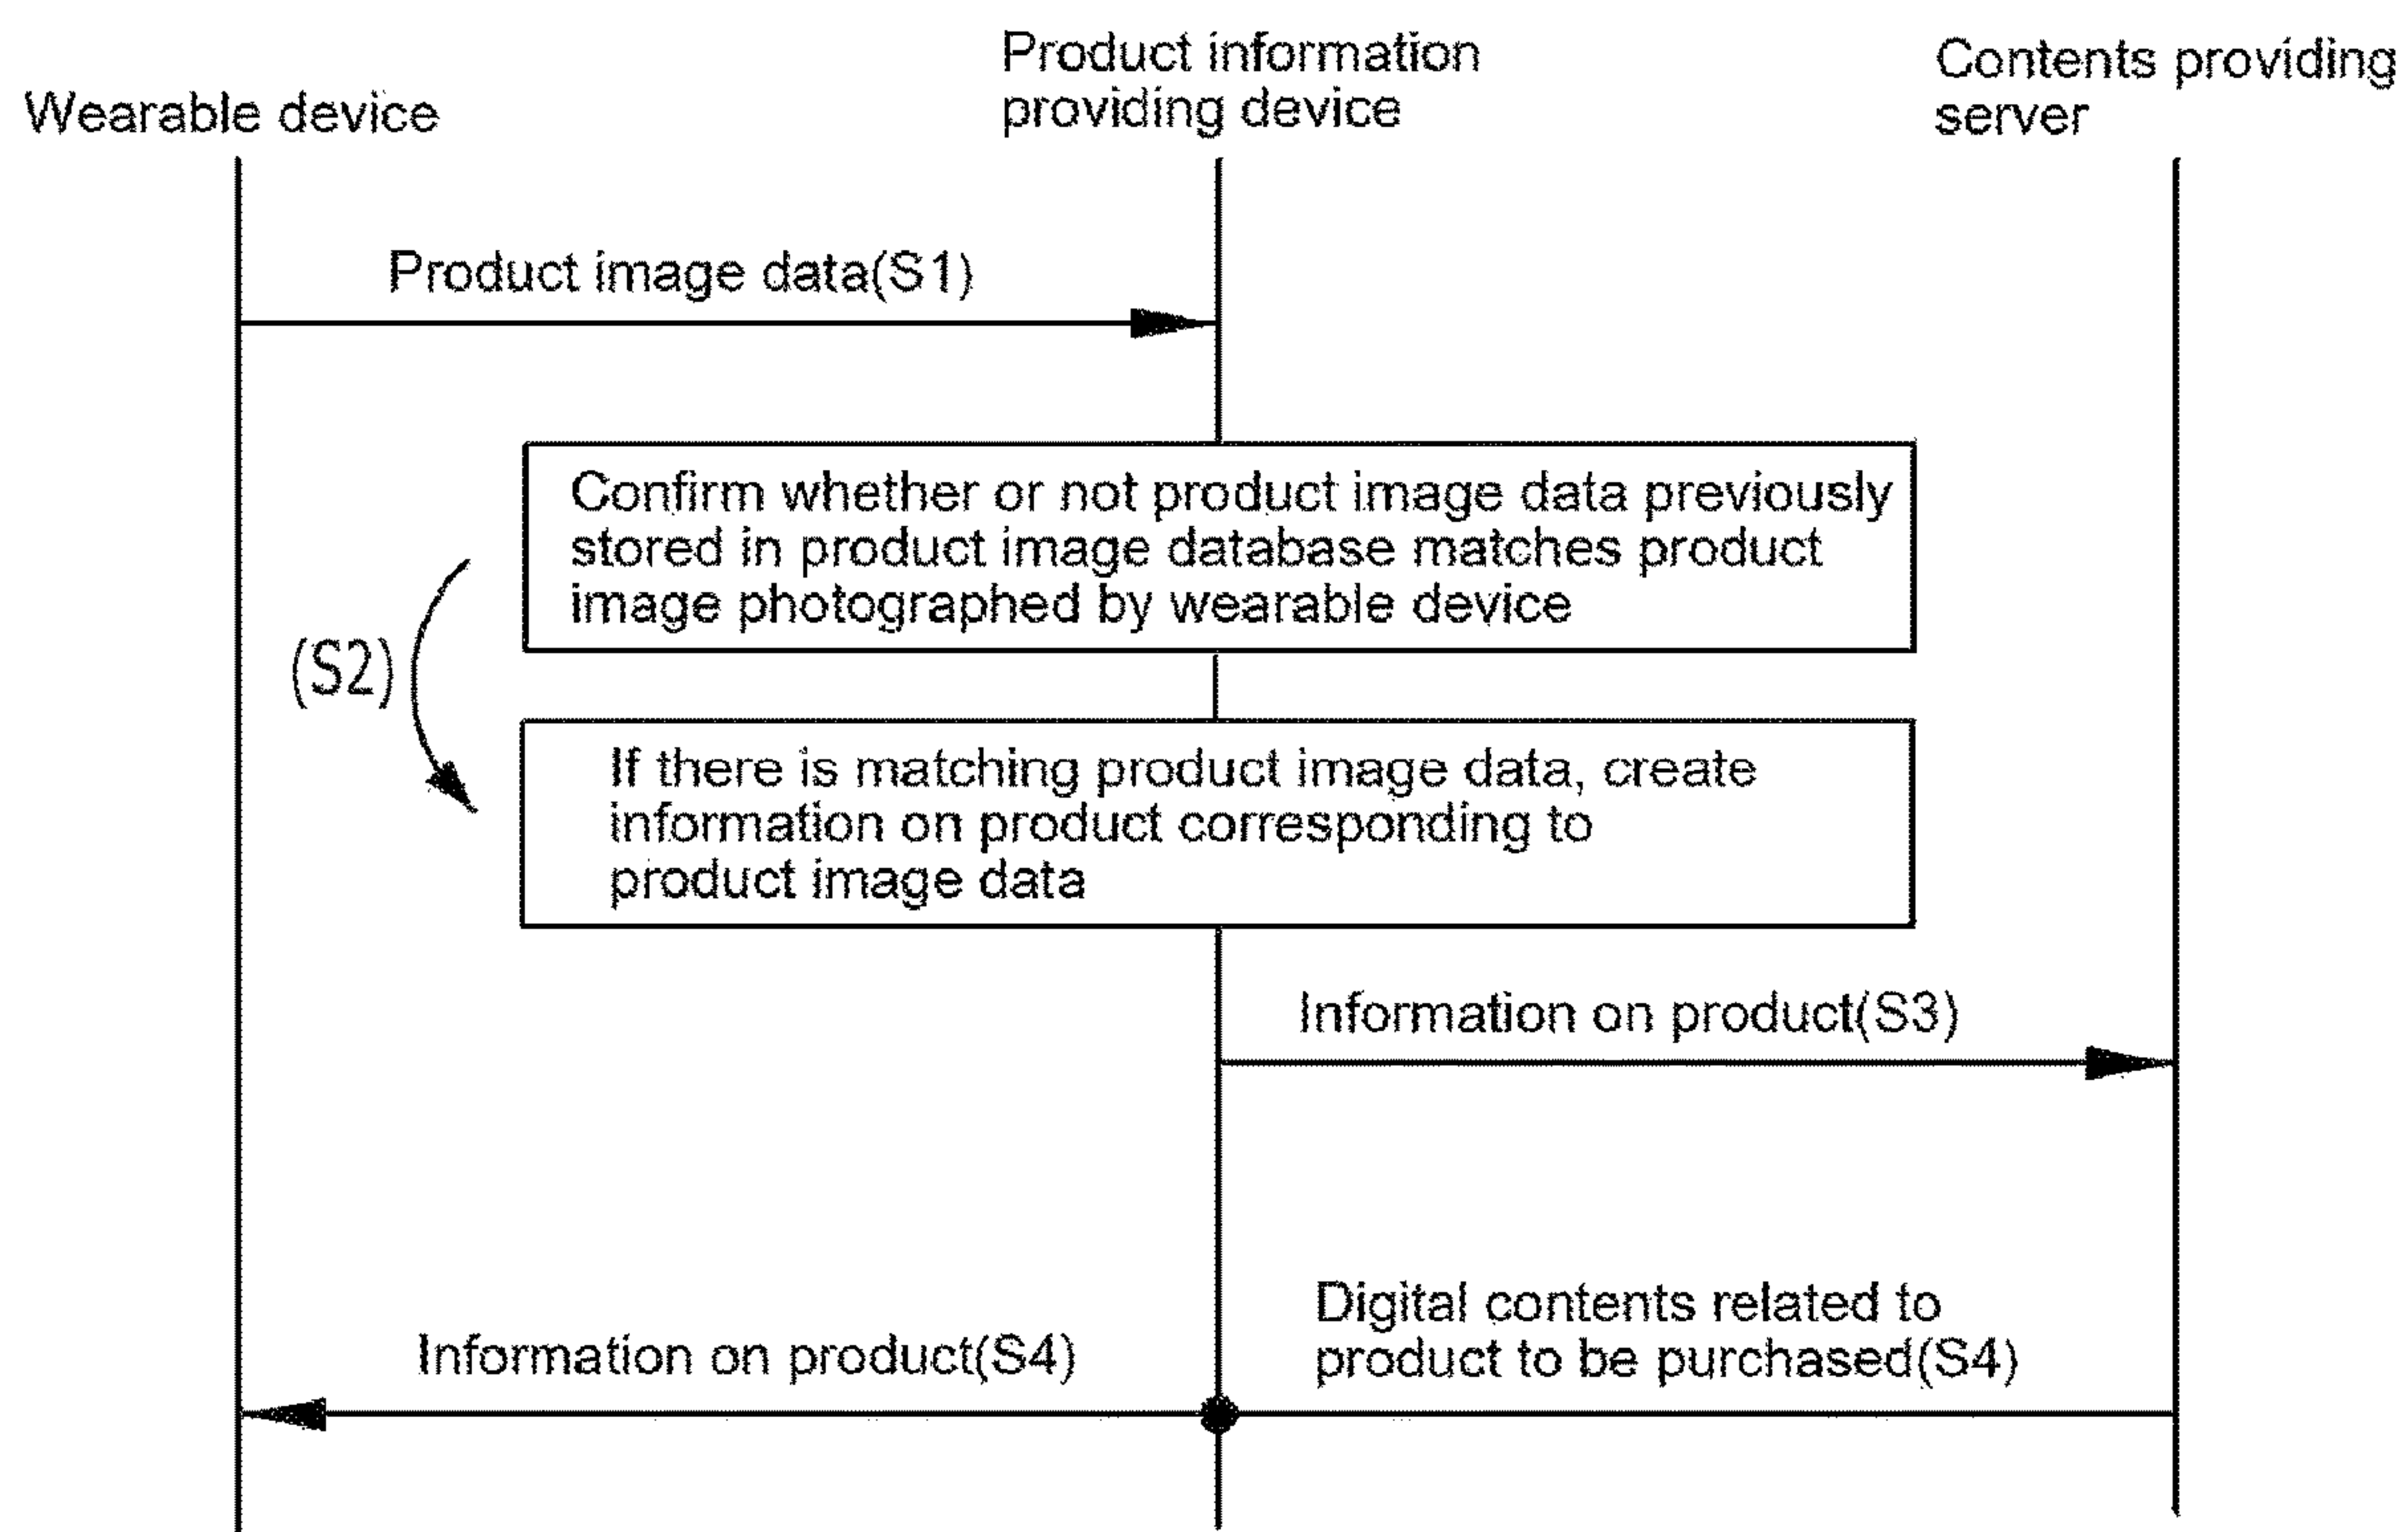 Wearable device
Product information
providing device
Contents providing
server
Product image data(S1)
Confirm whether or not product image data previously
stored in product image database matches product
image photographed by wearable device
(S2)
If there is matching product image data, create
information on product corresponding to
product image data
Information on product(S3)
Information on product(S4)
Digital contents related to
product to be purchased(S4)